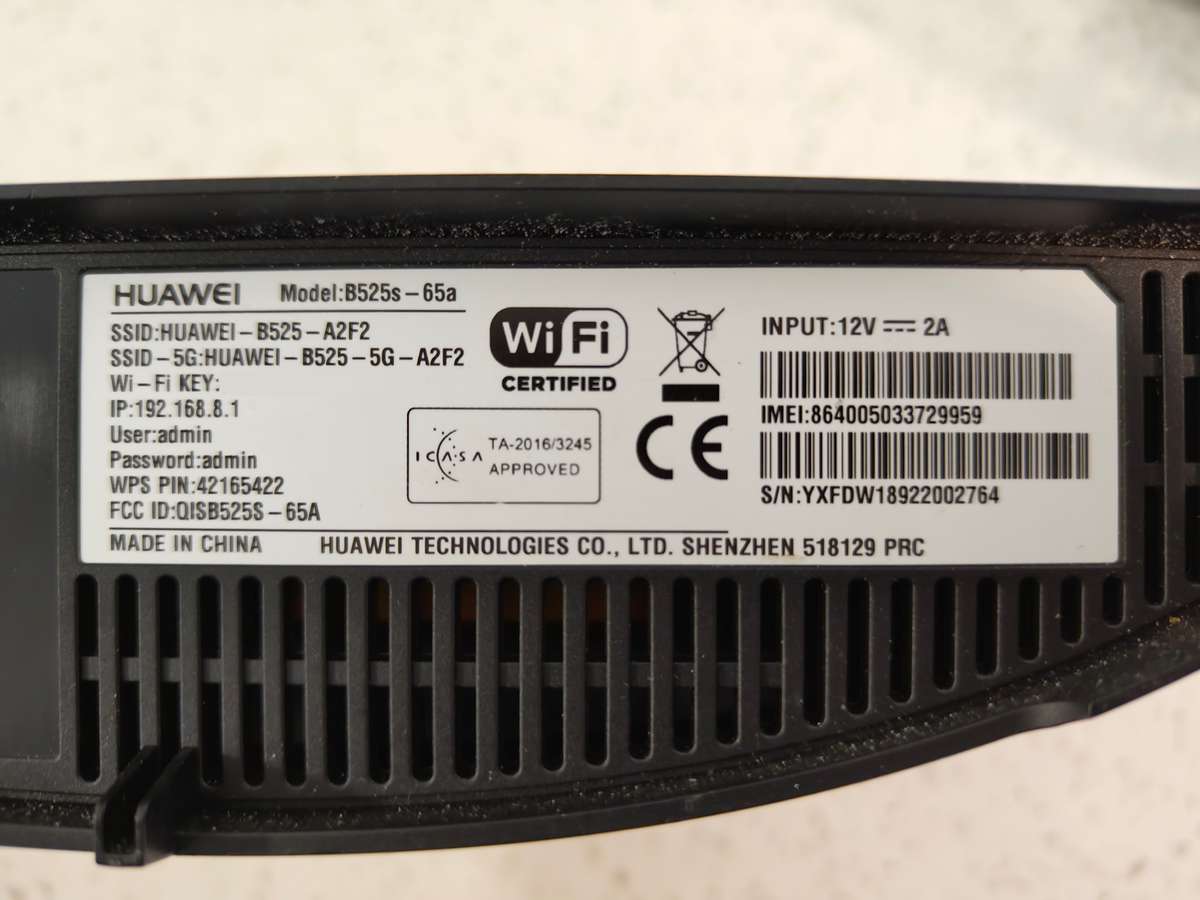 HUAWEI Model:B525s-65a
SSID:HUAWEI-B525-A2F2
SSID-5G:HUAWEI-B525-5G-A2F2
Wi-Fi KEY:
IP:192.168.8.1
User:admin
Password:admin
WPS PIN:42165422
FCC ID:QISB525S-65A
MADE IN CHINA HUAWEI TECHNOLOGIES CO., LTD. SHENZHEN 518129 PRC
WiFi
CERTIFIED
ICASA TA-2016/3245
APPROVED
CE
INPUT:12V ⎓ 2A
IMEI:864005033729959
S/N:YXFDW18922002764